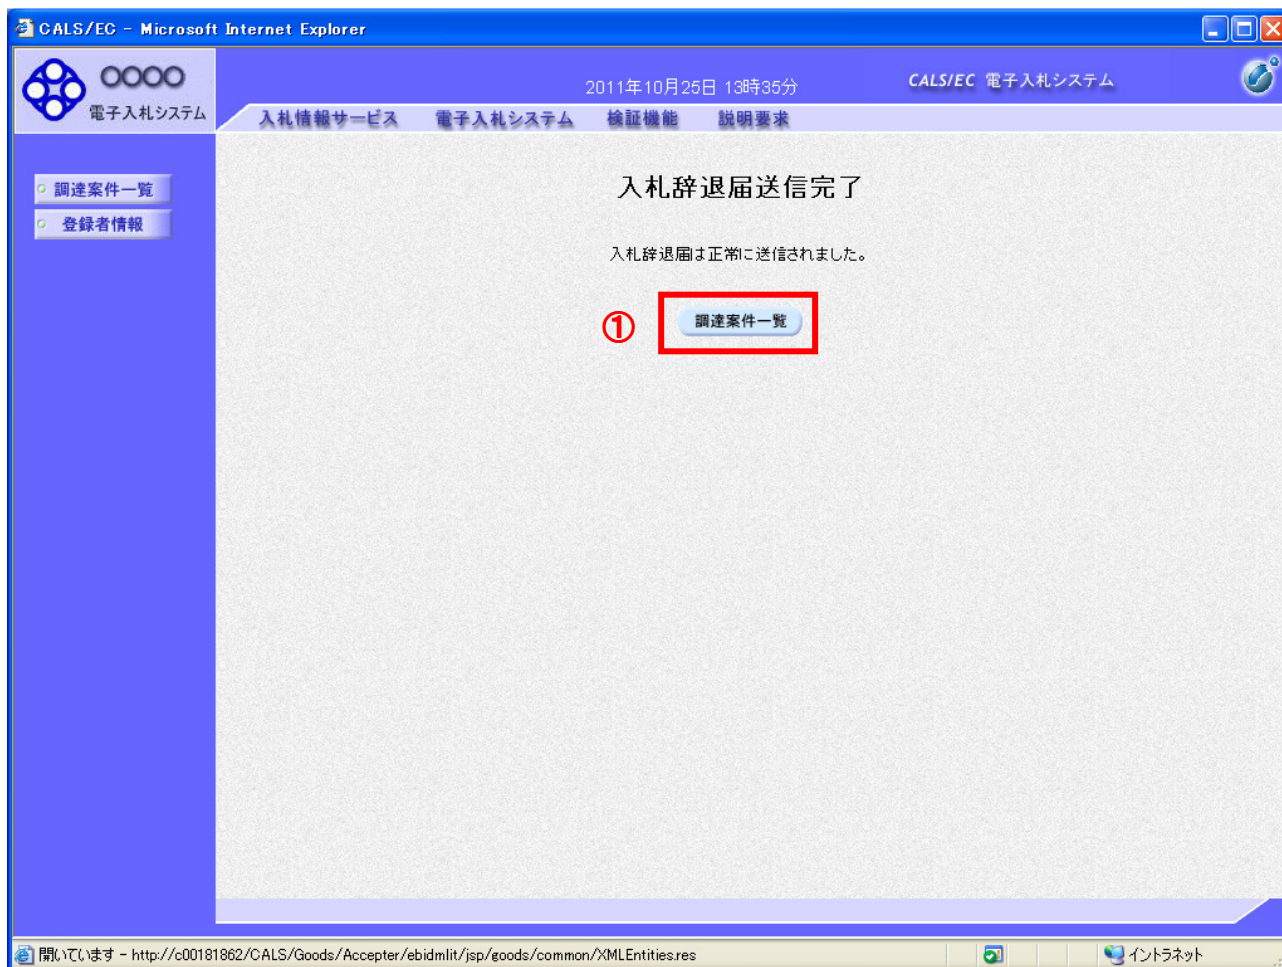 CALS/EC - Microsoft Internet Explorer
○○○○
電子入札システム
2011年10月25日 13時35分
CALS/EC 電子入札システム
入札情報サービス 電子入札システム 検証機能 説明要求
調達案件一覧
登録者情報
入札辞退届送信完了
入札辞退届は正常に送信されました。
① 調達案件一覧
開いています - http://c00181862/CALS/Goods/Accepter/ebidmlit/jsp/goods/common/XMLEntities.res
イントラネット